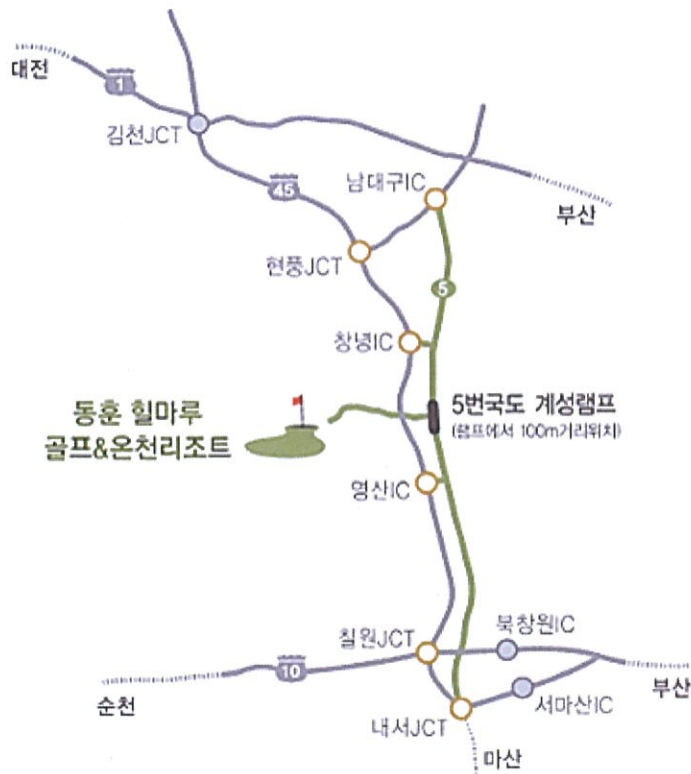 대전
1
김천JCT
45
남대구IC
부산
현풍JCT
5
창녕IC
동훈 힐마루
골프&온천리조트
5번국도 계성램프
(램프에서 100m거리위치)
영산IC
칠원JCT
북창원IC
10
순천
부산
서마산IC
내서JCT
마산